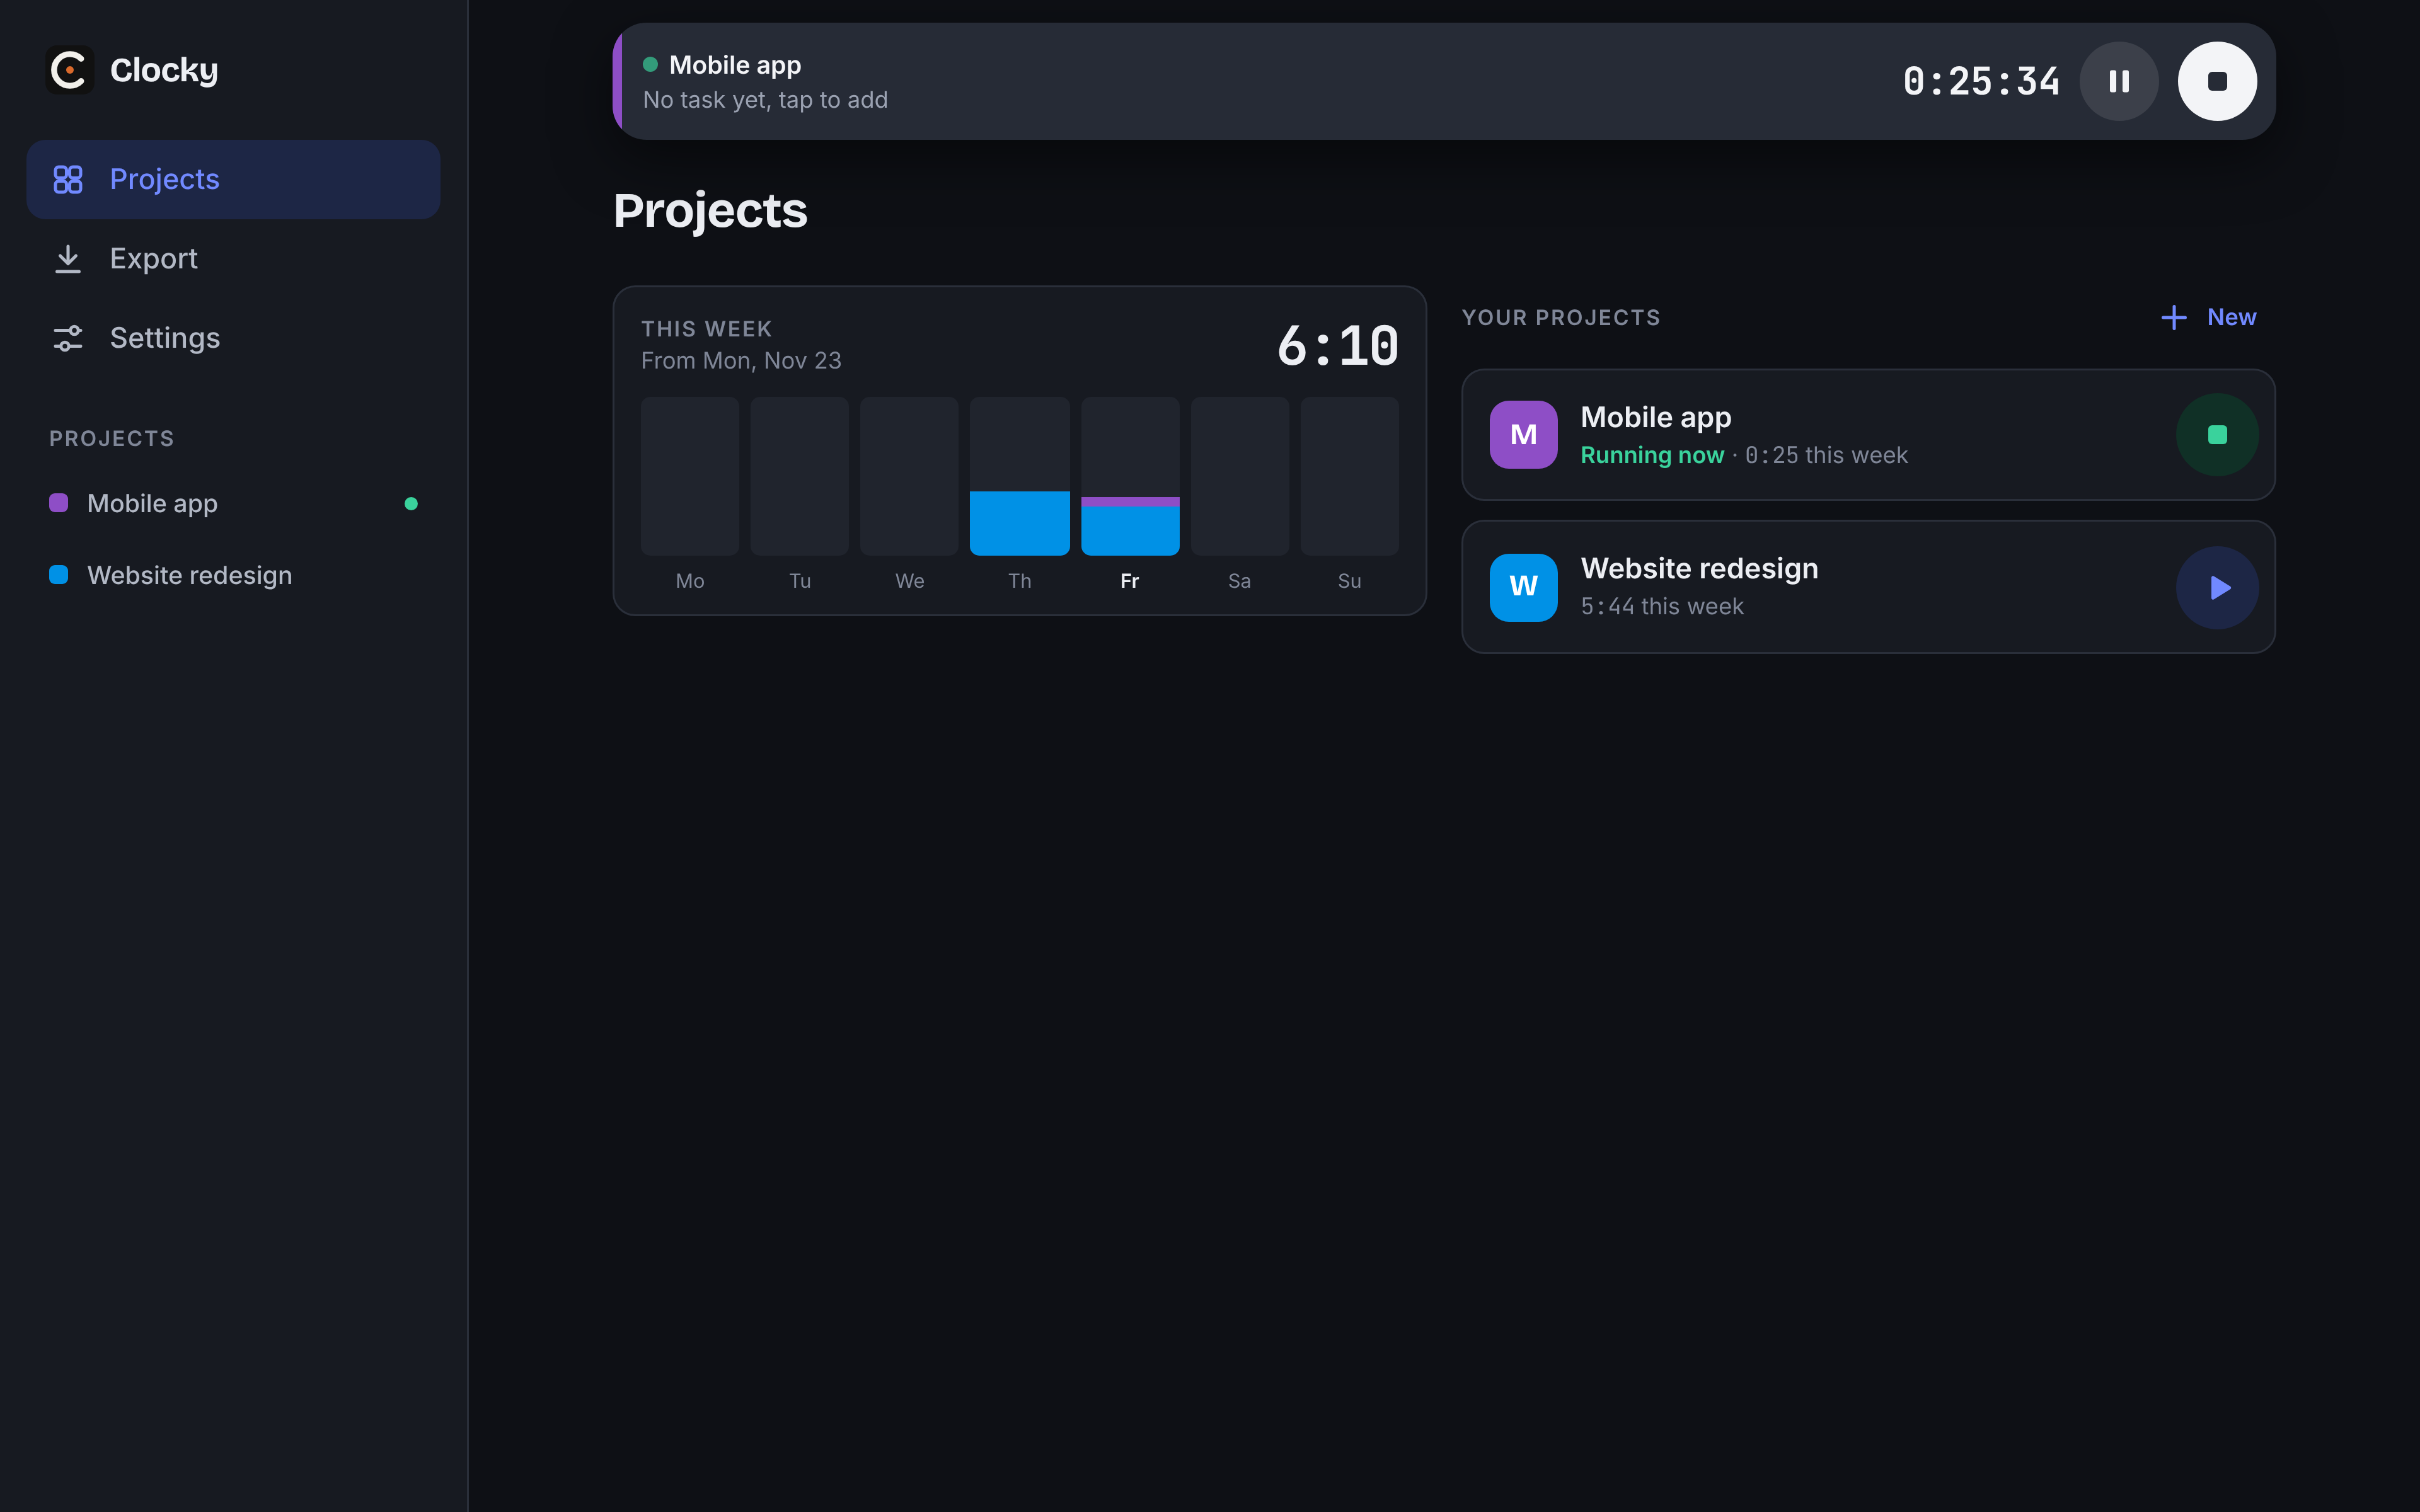 Clocky
Projects
Export
Settings
PROJECTS
Mobile app
Website redesign
Mobile app
No task yet, tap to add
0:25:34
Projects
THIS WEEK
From Mon, Nov 23
6:10
Mo Tu We Th Fr Sa Su
YOUR PROJECTS
New
M
Mobile app
Running now · 0:25 this week
W
Website redesign
5:44 this week